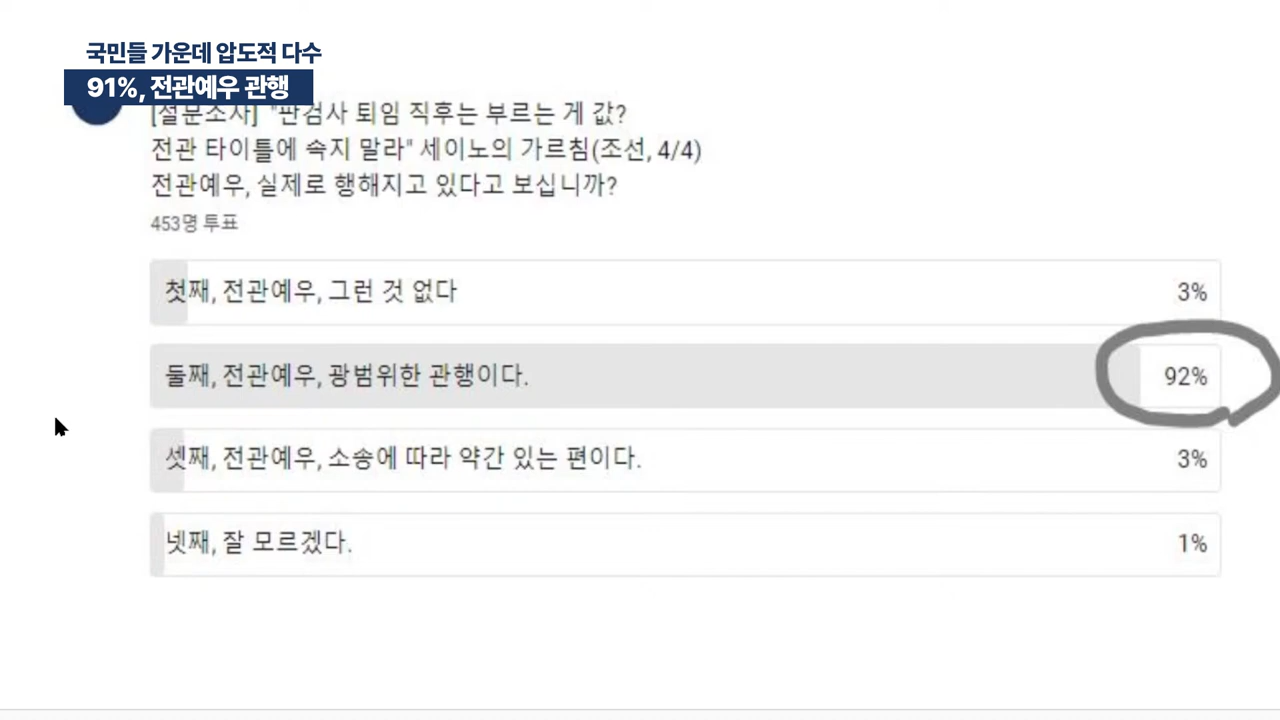 국민들 가운데 압도적 다수
91%, 전관예우 관행
[설문조사] "판검사 퇴임 직후는 부르는 게 값?
전관 타이틀에 속지 말라" 세이노의 가르침(조선, 4/4)
전관예우, 실제로 행해지고 있다고 보십니까?
453명 투표
첫째, 전관예우, 그런 것 없다 3%
둘째, 전관예우, 광범위한 관행이다. 92%
셋째, 전관예우, 소송에 따라 약간 있는 편이다. 3%
넷째, 잘 모르겠다. 1%